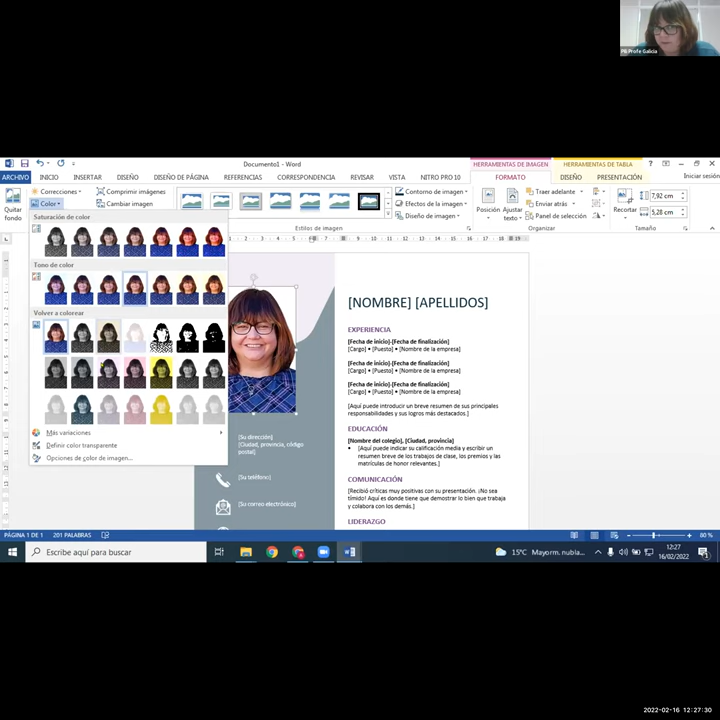 PB Profe Galicia
Documento1 - Word
HERRAMIENTAS DE IMAGEN
HERRAMIENTAS DE TABLA
ARCHIVO INICIO INSERTAR DISEÑO DISEÑO DE PÁGINA REFERENCIAS CORRESPONDENCIA REVISAR VISTA NITRO PRO 10 FORMATO DISEÑO PRESENTACIÓN Iniciar sesión
Quitar fondo
Correcciones
Color
Comprimir imágenes
Cambiar imagen
Contorno de imagen
Efectos de la imagen
Diseño de imagen
Estilos de imagen
Posición
Ajustar texto
Traer adelante
Enviar atrás
Panel de selección
Organizar
Recortar
7,92 cm
5,28 cm
Tamaño
Saturación de color
Tono de color
Volver a colorear
Más variaciones
Definir color transparente
Opciones de color de imagen...
[Su dirección]
[Ciudad, provincia, código
postal]
[Su teléfono]
[Su correo electrónico]
[NOMBRE] [APELLIDOS]
EXPERIENCIA
[Fecha de inicio]-[Fecha de finalización]
[Cargo] • [Puesto] • [Nombre de la empresa]
[Fecha de inicio]-[Fecha de finalización]
[Cargo] • [Puesto] • [Nombre de la empresa]
[Fecha de inicio]-[Fecha de finalización]
[Cargo] • [Puesto] • [Nombre de la empresa]
[Aquí puede introducir un breve resumen de sus principales
responsabilidades y sus logros más destacados.]
EDUCACIÓN
[Nombre del colegio], [Ciudad, provincia]
• [Aquí puede indicar su calificación media y escribir un
resumen breve de los trabajos de clase, los premios y las
matrículas de honor relevantes.]
COMUNICACIÓN
[Recibió críticas muy positivas con su presentación. ¡No sea
tímido! Aquí es donde tiene que demostrar lo bien que trabaja
y colabora con los demás.]
LIDERAZGO
PÁGINA 1 DE 1 201 PALABRAS
80 %
Escribe aquí para buscar
15°C Mayorm. nubla...
12:27
16/02/2022
2022-02-16 12:27:30